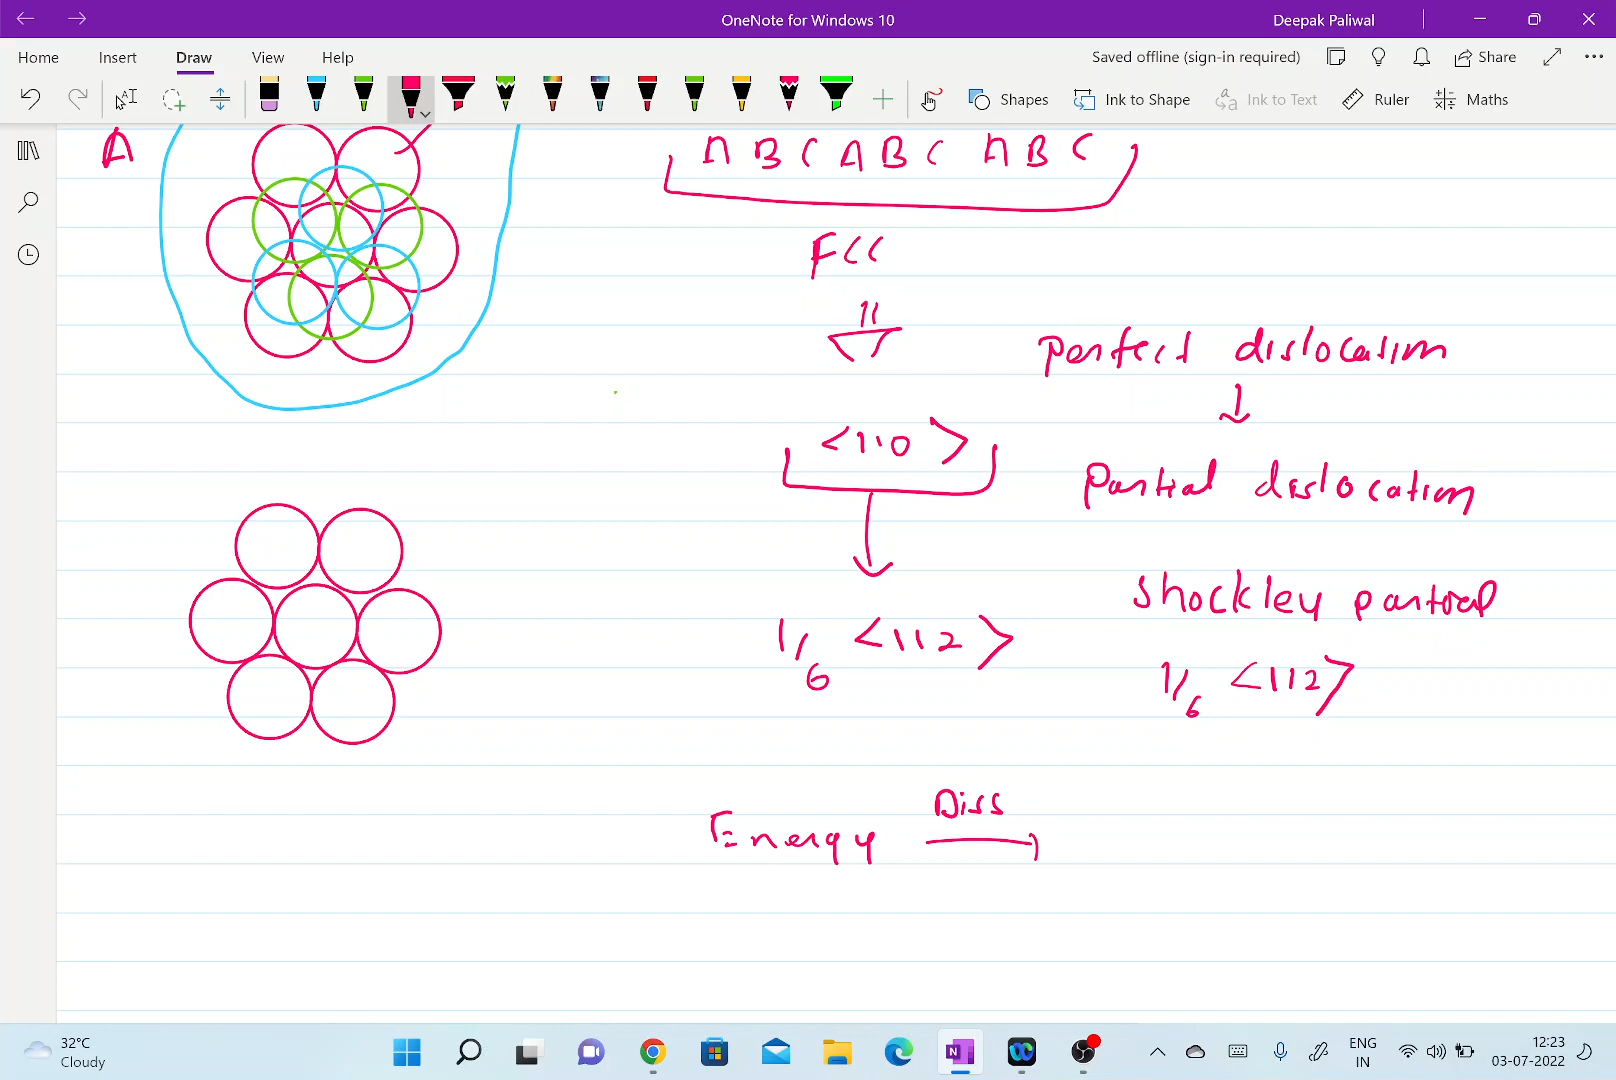 OneNote for Windows 10
Deepak Paliwal
Home Insert Draw View Help
Saved offline (sign-in required)
Share
Shapes
Ink to Shape
Ink to Text
Ruler
Maths
A
A B C A B C A B C
FCC
11
Perfect dislocation
<110>
Partial dislocation
Shockley partial
1/6 <112>
1/6 <112>
Diss
Energy
32°C
Cloudy
ENG
IN
12:23
03-07-2022